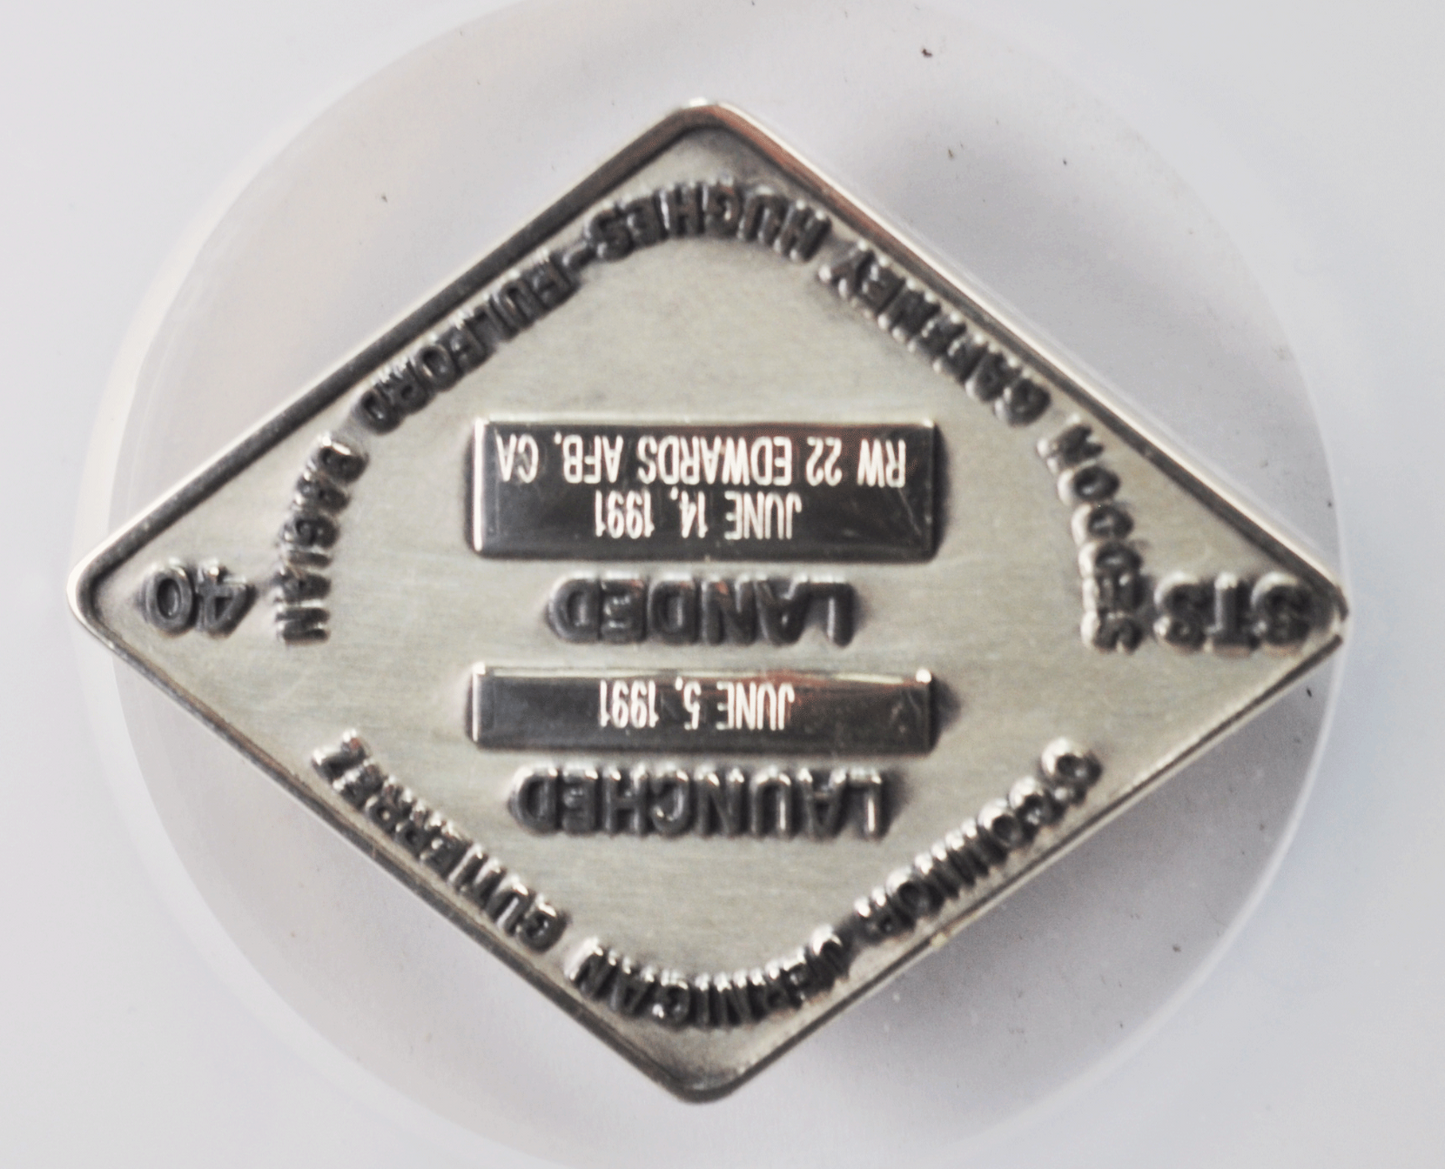 O'CONNOR JERNIGAN GUTIERREZ
STS 40
LAUNCHED
JUNE 5, 1991
LANDED
JUNE 14, 1991
RW 22 EDWARDS AFB, CA
GAFFNEY HUGHES-FULFORD BAGIAN